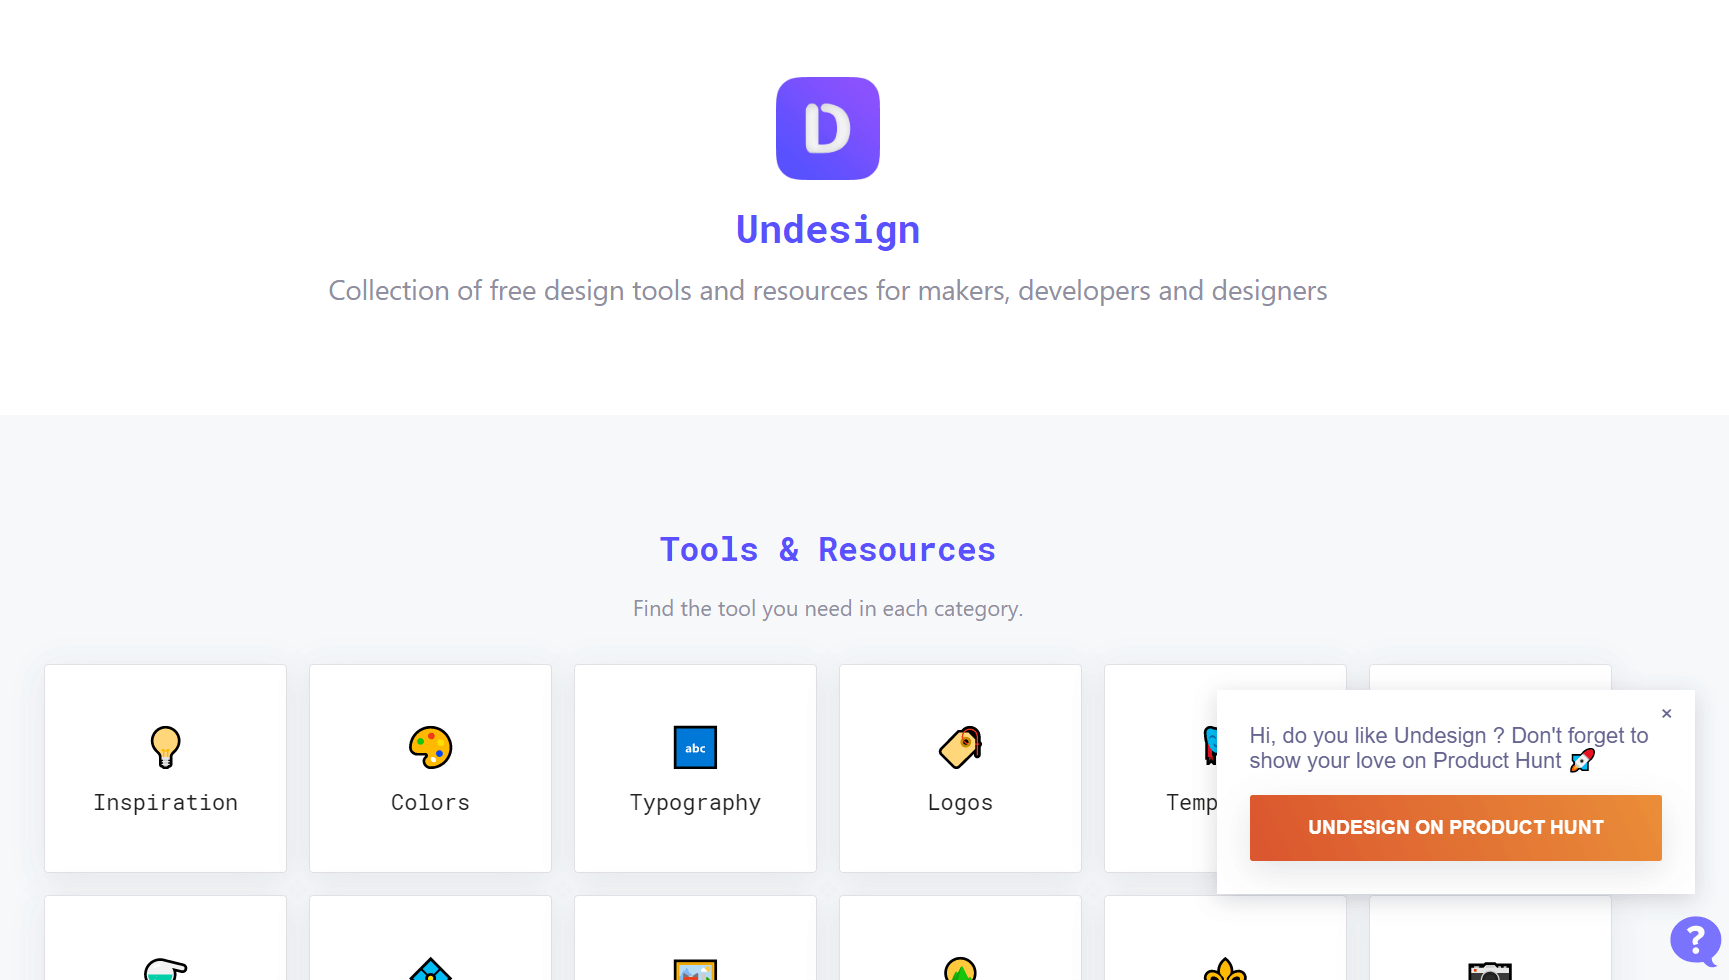 D
Undesign
Collection of free design tools and resources for makers, developers and designers
Tools & Resources
Find the tool you need in each category.
abc
Inspiration
Colors
Typography
Logos
Temp
×
Hi, do you like Undesign ? Don't forget to
show your love on Product Hunt 🚀
UNDESIGN ON PRODUCT HUNT
?